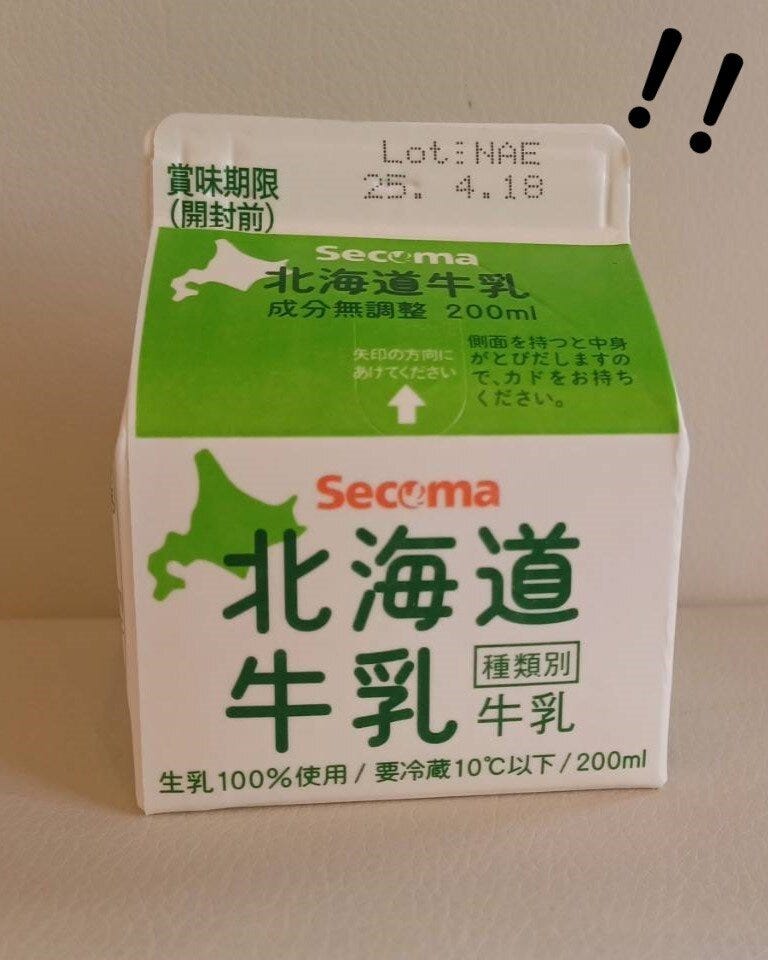 !!
Lot:NAE
賞味期限
25. 4.18
(開封前)
Secoma
北海道牛乳
成分無調整 200ml
矢印の方向に
あけてください
側面を持つと中身
がとびだしますの
で、カドをお持ち
ください。
Secoma
北海道
牛乳
種類別
牛乳
生乳100%使用 / 要冷蔵10℃以下 / 200ml